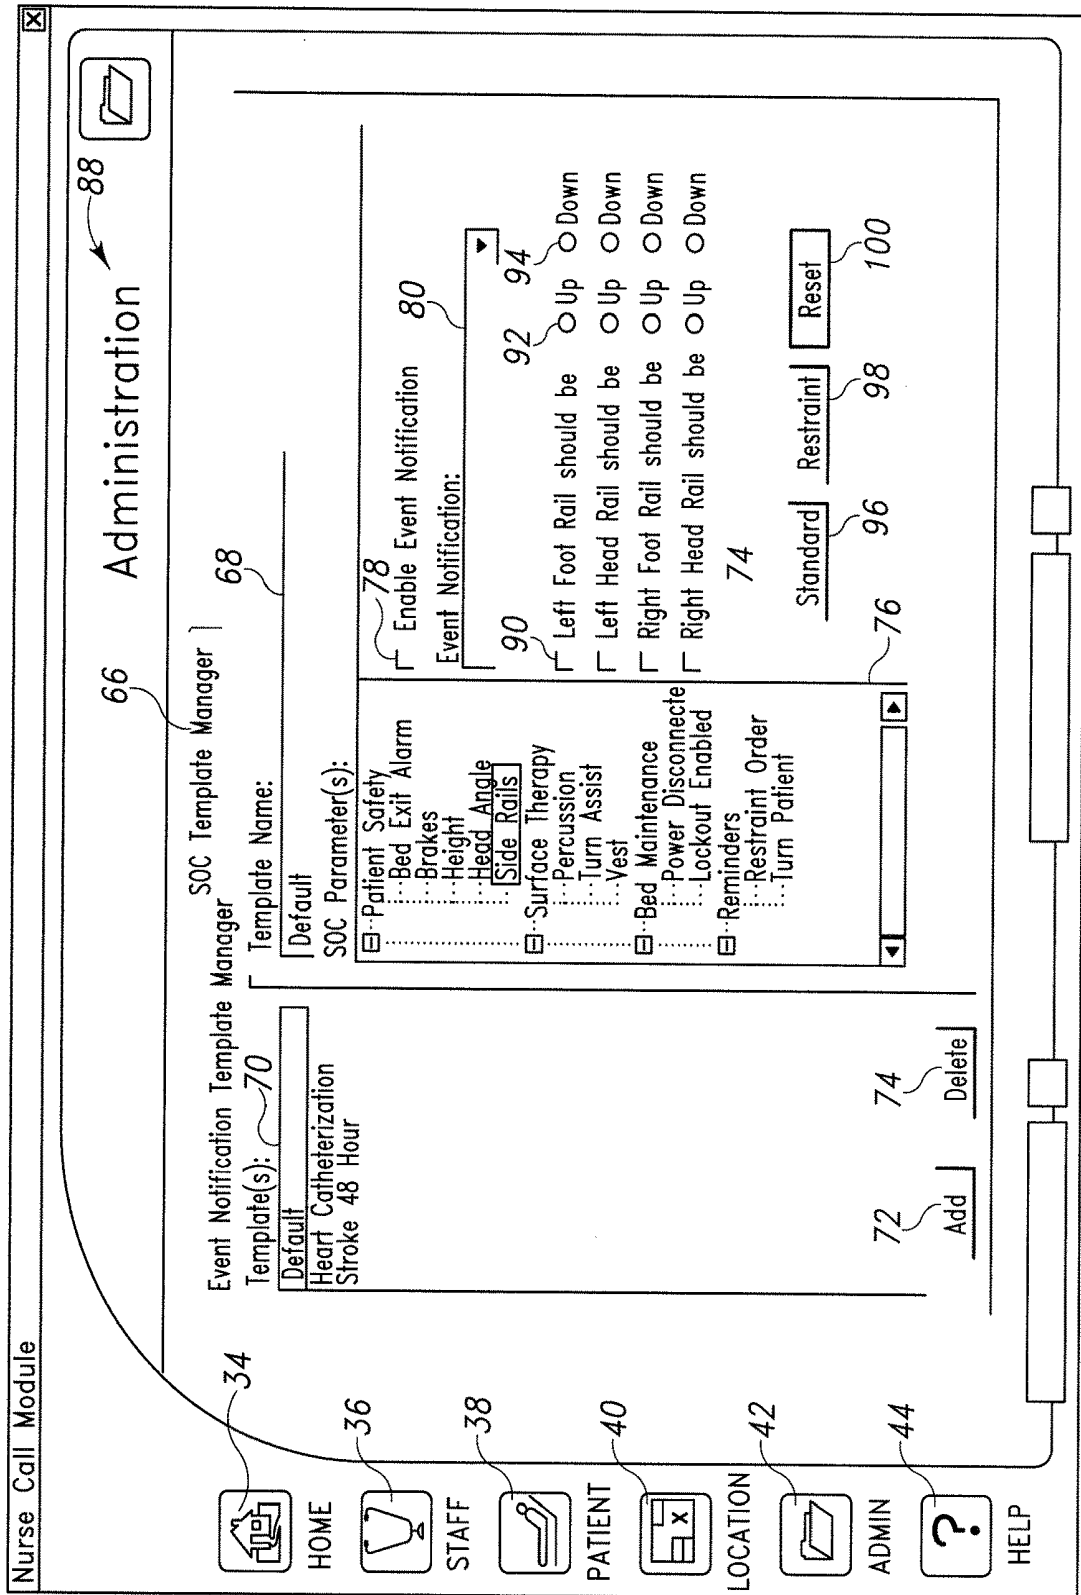 Nurse Call Module
X
Administration
88
34
HOME
36
STAFF
38
PATIENT
40
X
LOCATION
42
ADMIN
44
?
HELP
66
Event Notification Template Manager
SOC Template Manager
Template(s):
70
Default
Heart Catheterization
Stroke 48 Hour
72
Add
74
Delete
Template Name:
68
Default
SOC Parameter(s):
Patient Safety
Bed Exit Alarm
Brakes
Height
Head Angle
Side Rails
Surface Therapy
Percussion
Turn Assist
Vest
Bed Maintenance
Power Disconnecte
Lockout Enabled
Reminders
Restraint Order
Turn Patient
76
78
Enable Event Notification
Event Notification:
80
90
92
94
Left Foot Rail should be Up Down
Left Head Rail should be Up Down
Right Foot Rail should be Up Down
Right Head Rail should be Up Down
74
Standard Restraint Reset
96 98 100